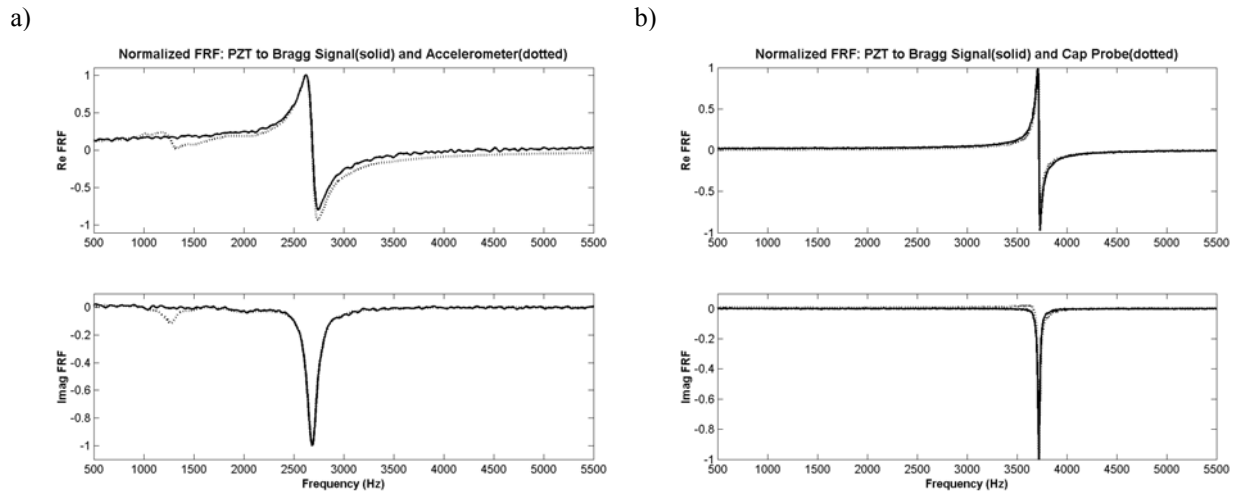 a)
Normalized FRF: PZT to Bragg Signal(solid) and Accelerometer(dotted)
Re FRF
1
0.5
0
-0.5
-1
500 1000 1500 2000 2500 3000 3500 4000 4500 5000 5500
Imag FRF
0
-0.2
-0.4
-0.6
-0.8
-1
500 1000 1500 2000 2500 3000 3500 4000 4500 5000 5500
Frequency (Hz)
b)
Normalized FRF: PZT to Bragg Signal(solid) and Cap Probe(dotted)
Re FRF
1
0.5
0
-0.5
-1
500 1000 1500 2000 2500 3000 3500 4000 4500 5000 5500
Imag FRF
0
-0.2
-0.4
-0.6
-0.8
-1
500 1000 1500 2000 2500 3000 3500 4000 4500 5000 5500
Frequency (Hz)